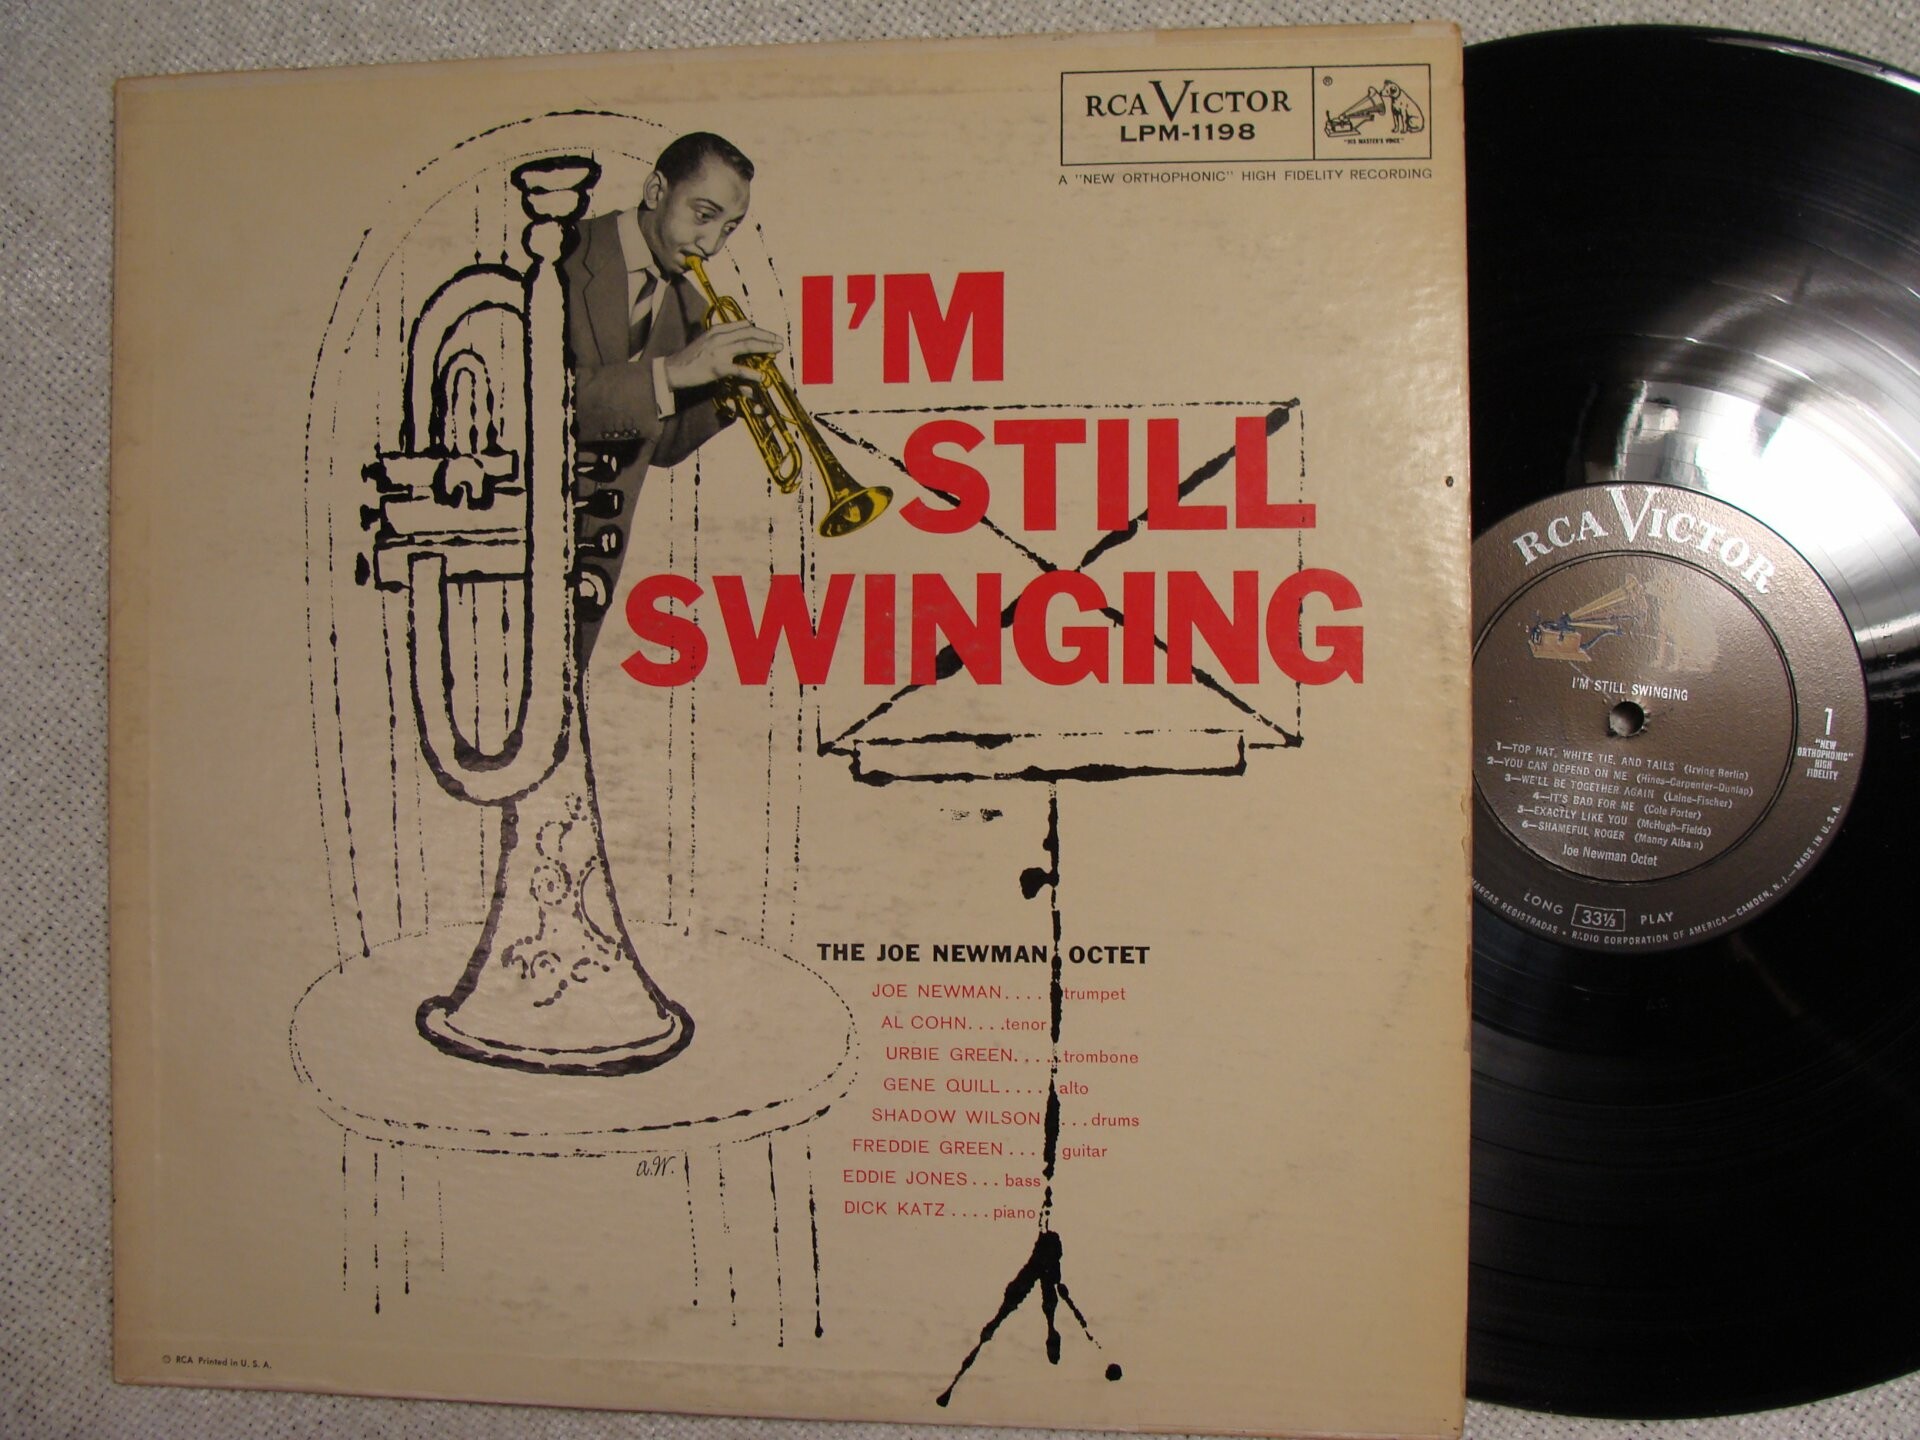 RCA VICTOR
LPM-1198
®
"HIS MASTER'S VOICE"
A "NEW ORTHOPHONIC" HIGH FIDELITY RECORDING
I'M
STILL
SWINGING
THE JOE NEWMAN OCTET
JOE NEWMAN....trumpet
AL COHN....tenor
URBIE GREEN.....trombone
GENE QUILL....alto
SHADOW WILSON....drums
FREDDIE GREEN....guitar
EDDIE JONES...bass
DICK KATZ....piano
a.W.
© RCA Printed in U. S. A.
RCA VICTOR
I'M STILL SWINGING
1
"NEW
ORTHOPHONIC"
HIGH
FIDELITY
1—TOP HAT, WHITE TIE, AND TAILS (Irving Berlin)
2—YOU CAN DEPEND ON ME (Hines-Carpenter-Dunlap)
3—WE'LL BE TOGETHER AGAIN (Laine-Fischer)
4—IT'S BAD FOR ME (Cole Porter)
5—EXACTLY LIKE YOU (McHugh-Fields)
6—SHAMEFUL ROGER (Manny Albam)
Joe Newman Octet
LONG 33⅓ PLAY
MARCAS REGISTRADAS • RADIO CORPORATION OF AMERICA—CAMDEN, N. J.—MADE IN U. S. A.